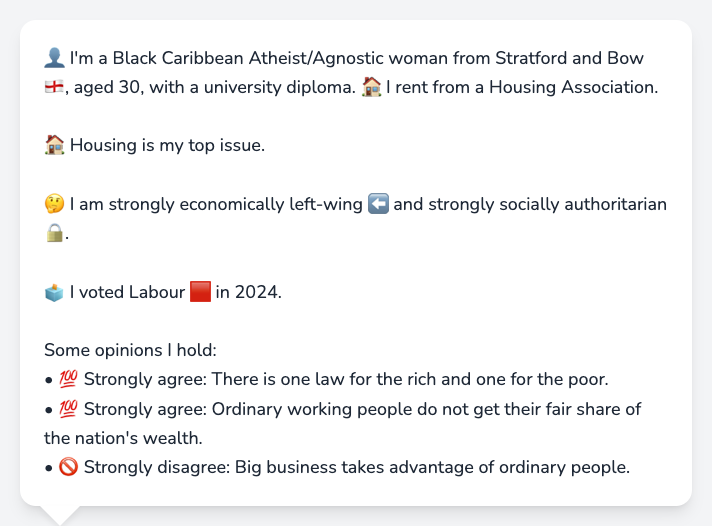 👤 I'm a Black Caribbean Atheist/Agnostic woman from Stratford and Bow
🏴󠁧󠁢󠁥󠁮󠁧󠁿, aged 30, with a university diploma. 🏠 I rent from a Housing Association.
🏠 Housing is my top issue.
🤔 I am strongly economically left-wing ⬅️ and strongly socially authoritarian
🔒.
🗳️ I voted Labour 🟥 in 2024.
Some opinions I hold:
• 💯 Strongly agree: There is one law for the rich and one for the poor.
• 💯 Strongly agree: Ordinary working people do not get their fair share of
the nation's wealth.
• 🚫 Strongly disagree: Big business takes advantage of ordinary people.